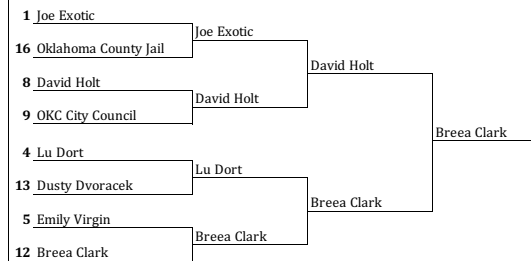 1 Joe Exotic
Joe Exotic
16 Oklahoma County Jail
David Holt
8 David Holt
David Holt
9 OKC City Council
Breea Clark
4 Lu Dort
Lu Dort
13 Dusty Dvoracek
Breea Clark
5 Emily Virgin
Breea Clark
12 Breea Clark